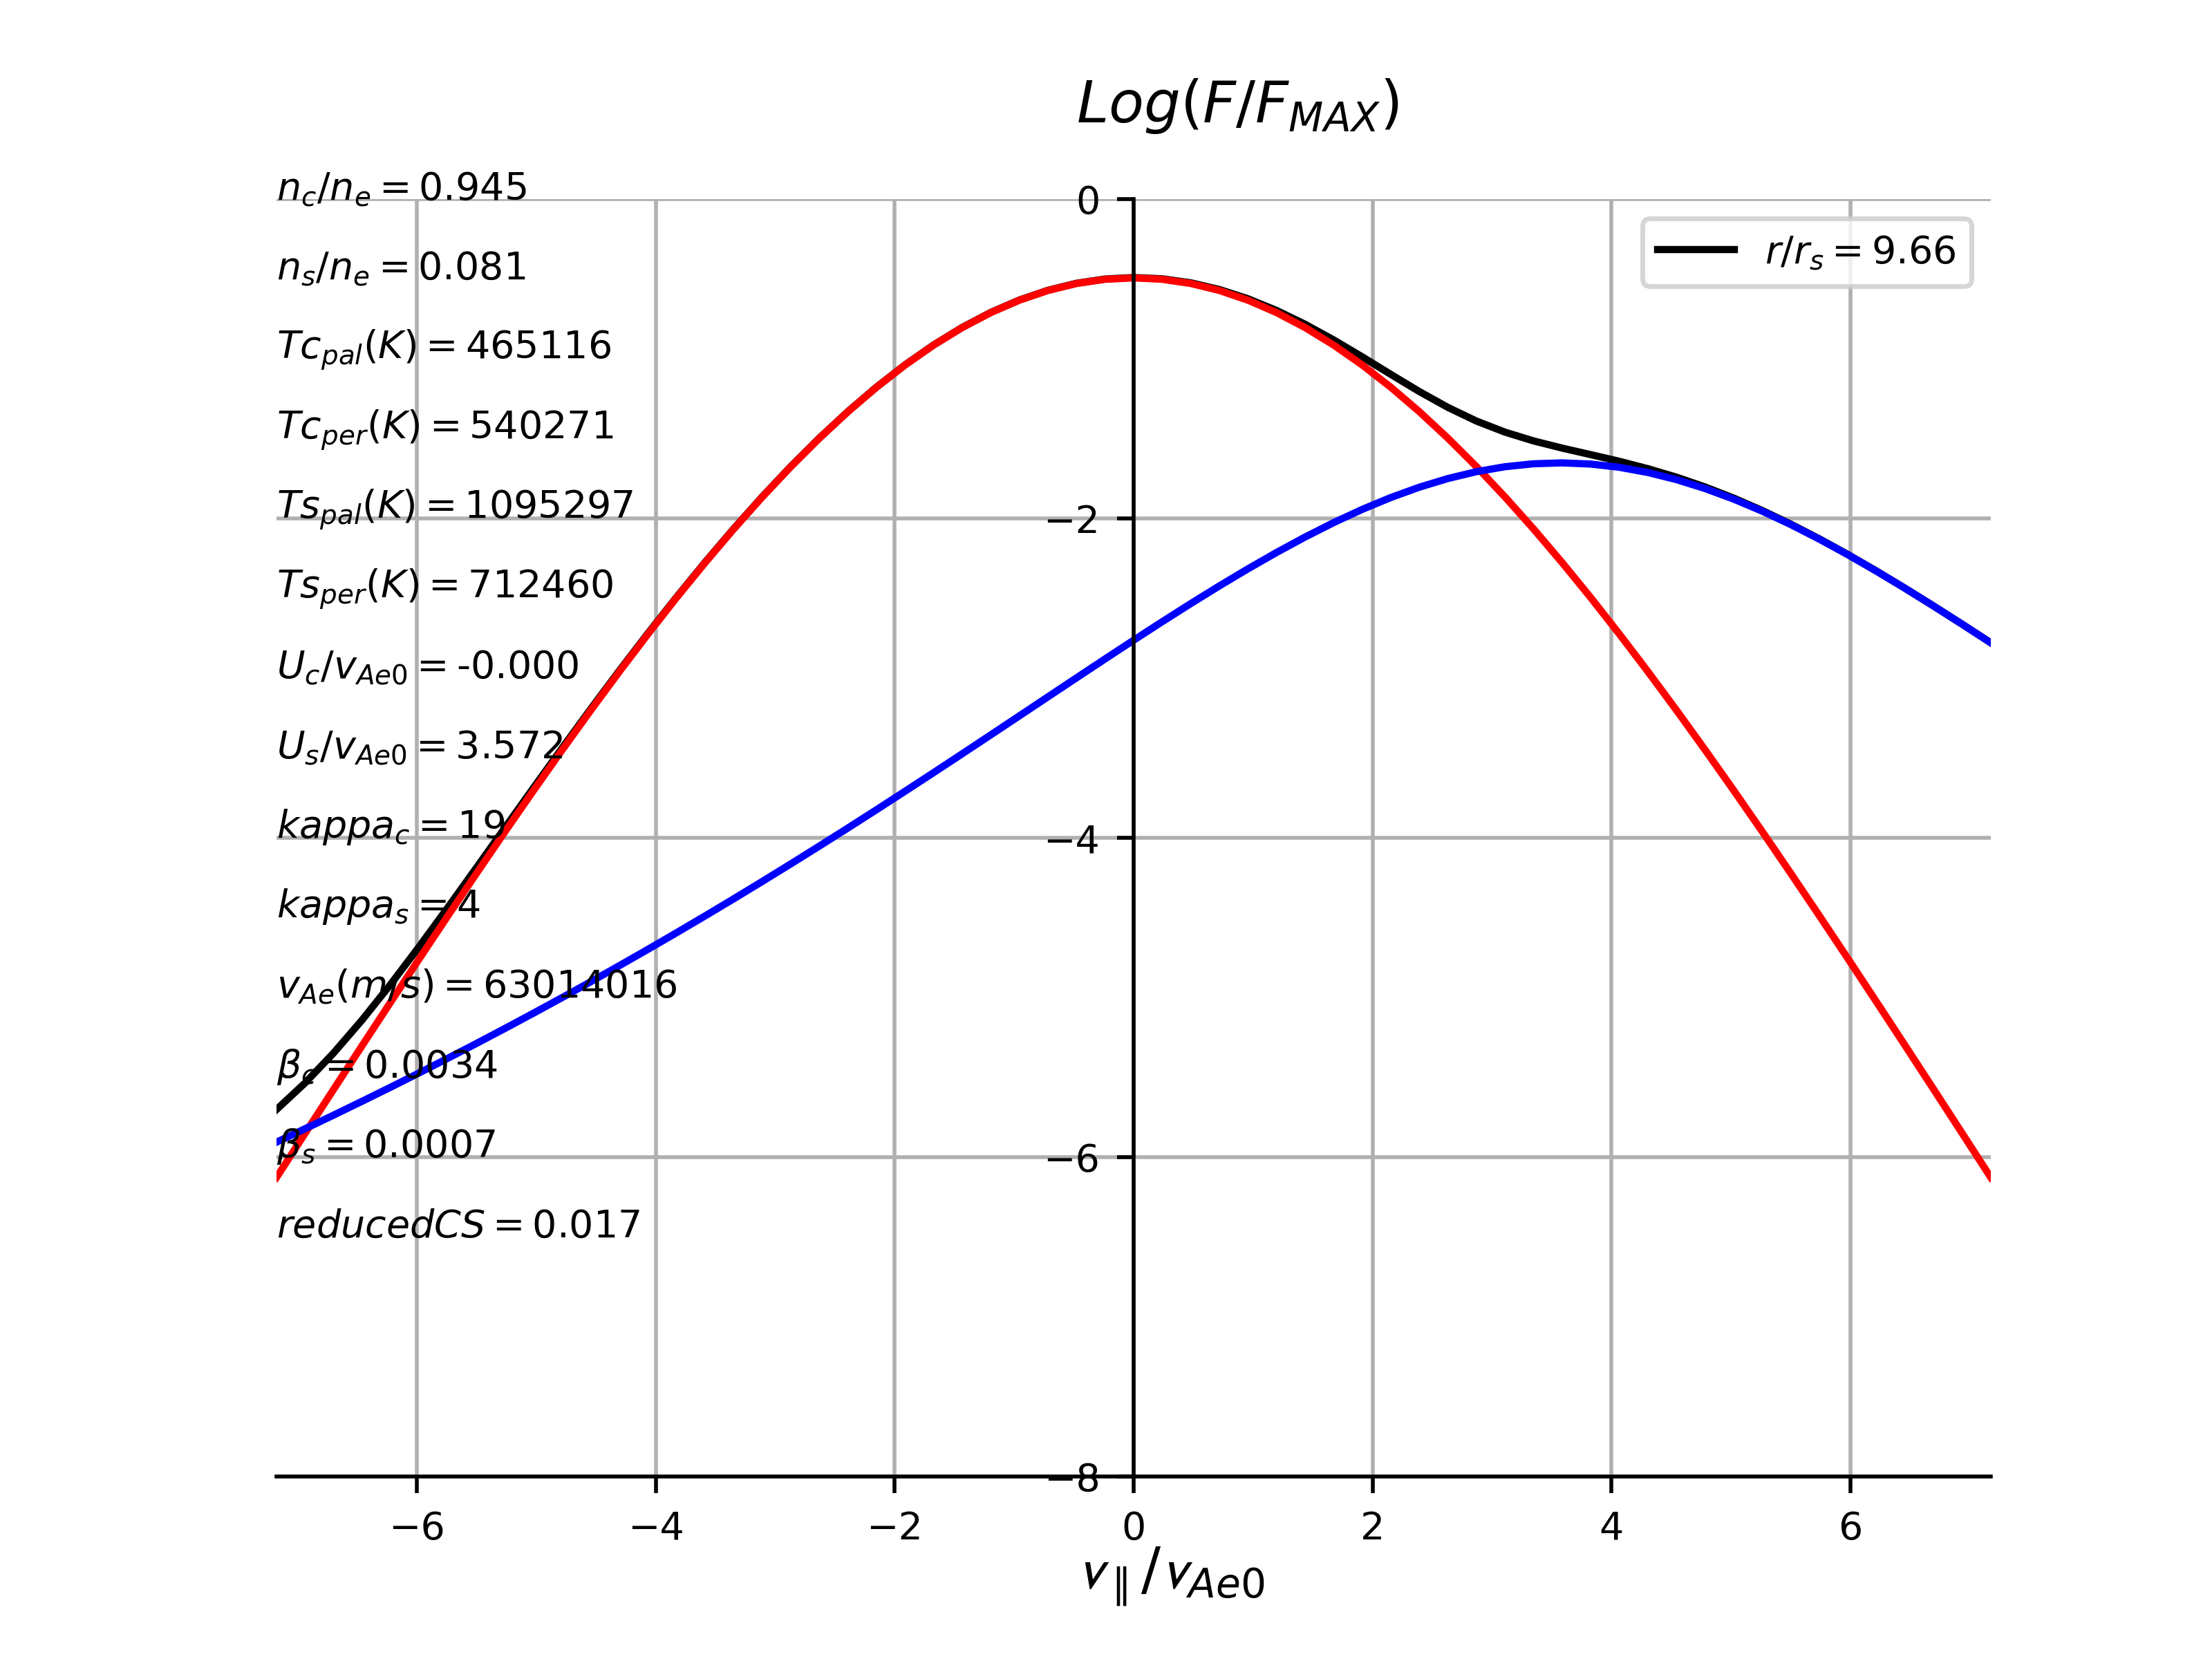 Log(F/F_MAX)
n_c/n_e = 0.945
0
r/r_s = 9.66
n_s/n_e = 0.081
Tc_pal(K) = 465116
Tc_per(K) = 540271
Ts_pal(K) = 1095297
−2
Ts_per(K) = 712460
U_c/v_Ae0 = -0.000
U_s/v_Ae0 = 3.572
kappa_c = 19
−4
kappa_s = 4
v_Ae(m/s) = 63014016
β_c = 0.0034
β_s = 0.0007
−6
reducedCS = 0.017
−8
−6 −4 −2 0 2 4 6
v_∥/v_Ae0